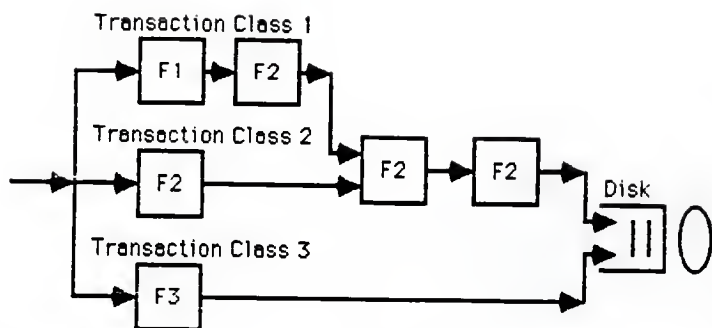 Transaction Class 1
F1
F2
Transaction Class 2
F2
F2
F2
Disk
Transaction Class 3
F3